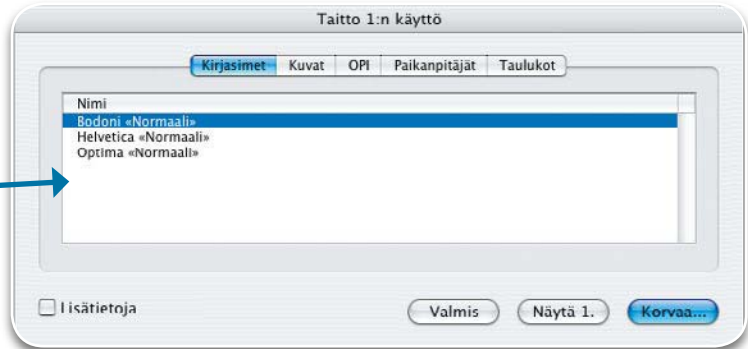 Taitto 1:n käyttö
Kirjasimet Kuvat OPI Paikanpitäjät Taulukot
Nimi
Bodoni «Normaali»
Helvetica «Normaali»
Optima «Normaali»
Lisätietoja Valmis Näytä 1. Korvaa...